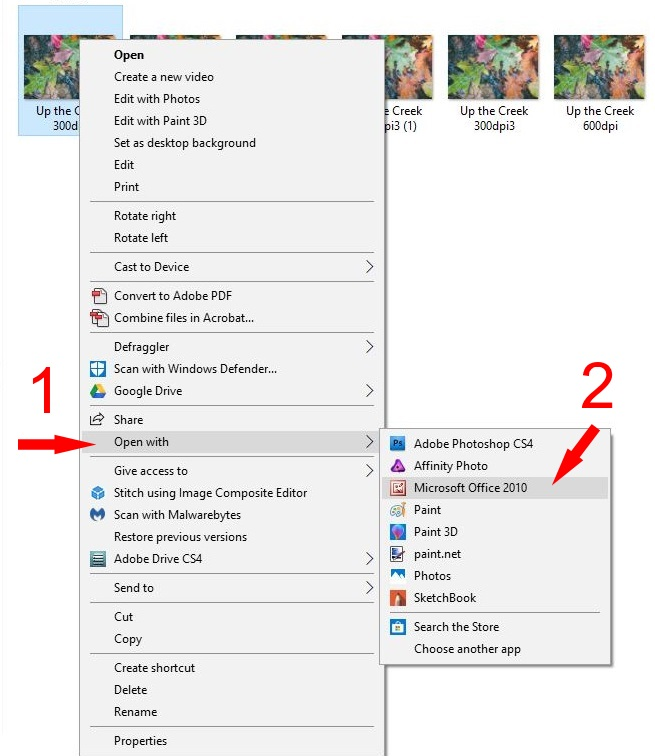 Up the C
300d
e Creek
pi3 (1)
Up the Creek
300dpi3
Up the Creek
600dpi
Open
Create a new video
Edit with Photos
Edit with Paint 3D
Set as desktop background
Edit
Print
Rotate right
Rotate left
Cast to Device
Convert to Adobe PDF
Combine files in Acrobat...
Defraggler
Scan with Windows Defender...
Google Drive
Share
1
Open with
Give access to
Stitch using Image Composite Editor
Scan with Malwarebytes
Restore previous versions
Adobe Drive CS4
Send to
Cut
Copy
Create shortcut
Delete
Rename
Properties
2
Ps Adobe Photoshop CS4
Affinity Photo
Microsoft Office 2010
Paint
Paint 3D
paint.net
Photos
SketchBook
Search the Store
Choose another app